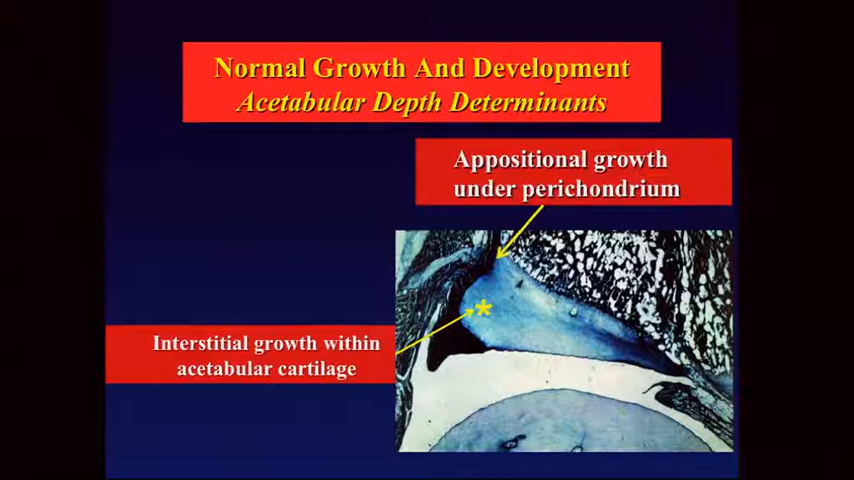 Normal Growth And Development
Acetabular Depth Determinants
Appositional growth
under perichondrium
*
Interstitial growth within
acetabular cartilage